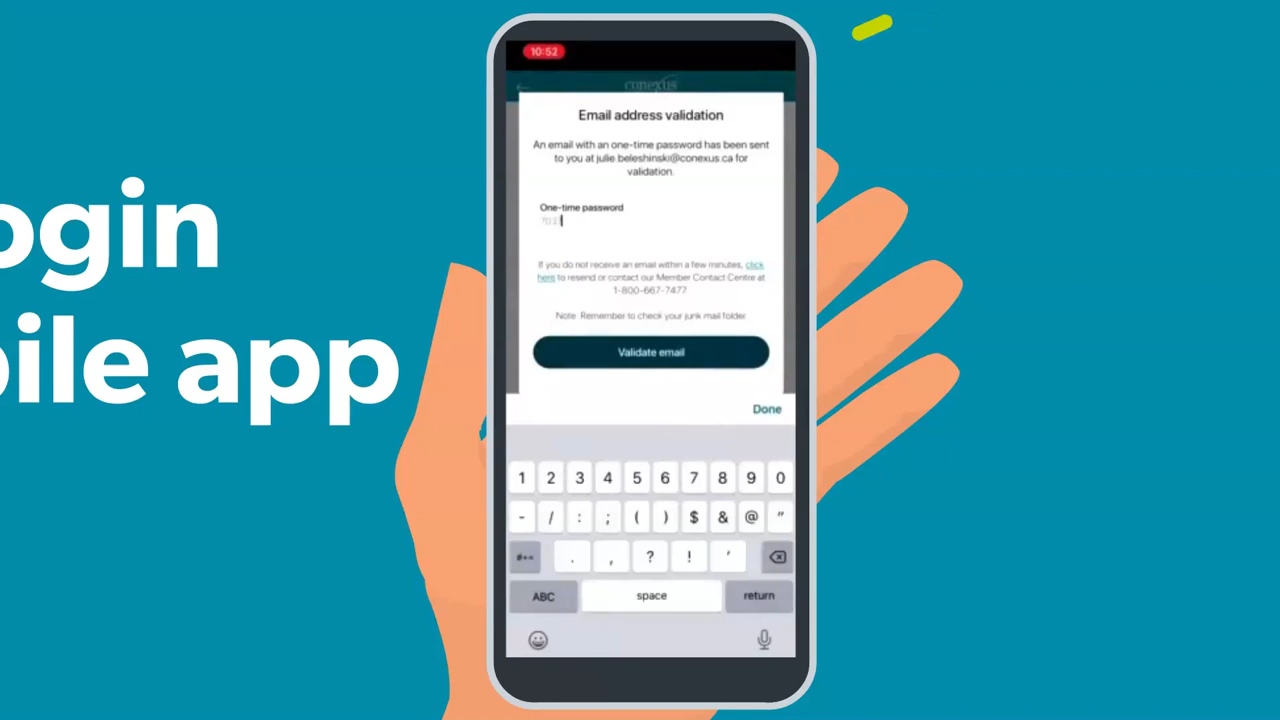 ogin
ile app
10:52
conexus
Email address validation
An email with an one-time password has been sent
to you at julie.beleshinski@conexus.ca for
validation.
One-time password
If you do not receive an email within a few minutes, click
here to resend or contact our Member Contact Centre at
1-800-667-7477
Note: Remember to check your junk mail folder
Validate email
Done
1 2 3 4 5 6 7 8 9 0
- / : ; ( ) $ & @ "
#+=
. , ? ! '
ABC space return